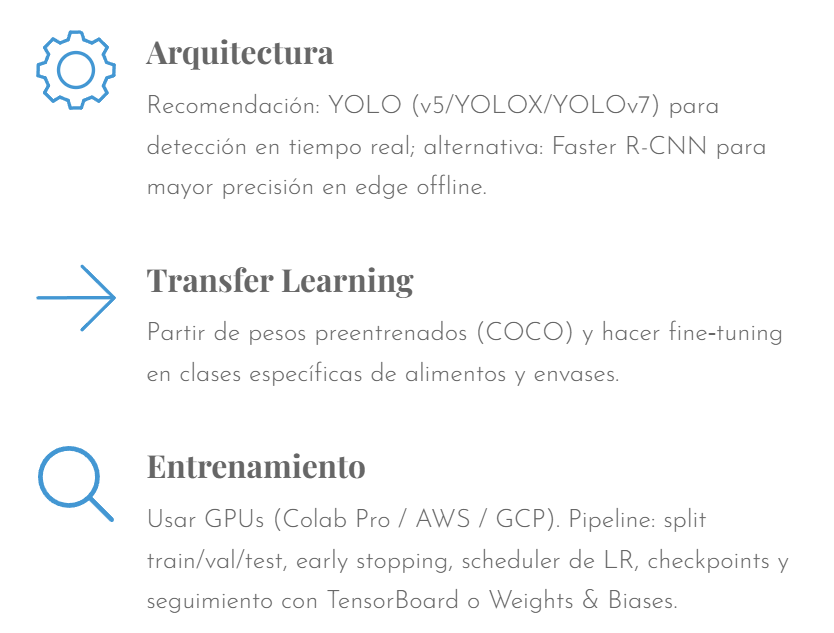 Arquitectura
Recomendación: YOLO (v5/YOLOX/YOLOv7) para
detección en tiempo real; alternativa: Faster R-CNN para
mayor precisión en edge offline.
Transfer Learning
Partir de pesos preentrenados (COCO) y hacer fine-tuning
en clases específicas de alimentos y envases.
Entrenamiento
Usar GPUs (Colab Pro / AWS / GCP). Pipeline: split
train/val/test, early stopping, scheduler de LR, checkpoints y
seguimiento con TensorBoard o Weights & Biases.